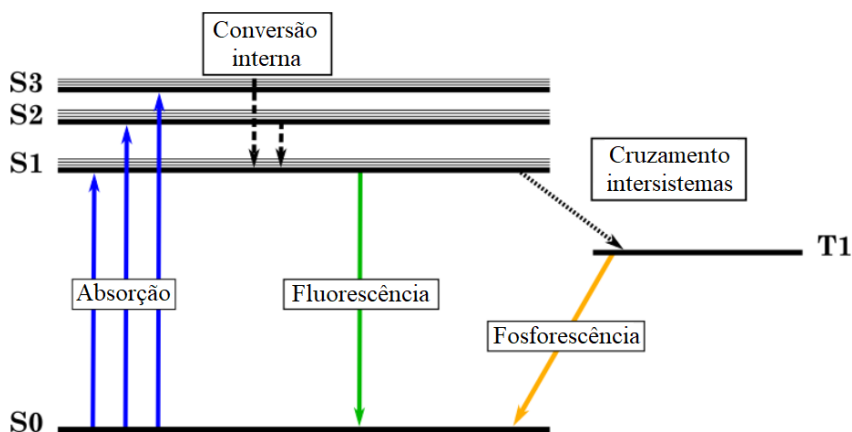 Conversão
interna
S3
S2
S1
Cruzamento
intersistemas
T1
Absorção
Fluorescência
Fosforescência
S0